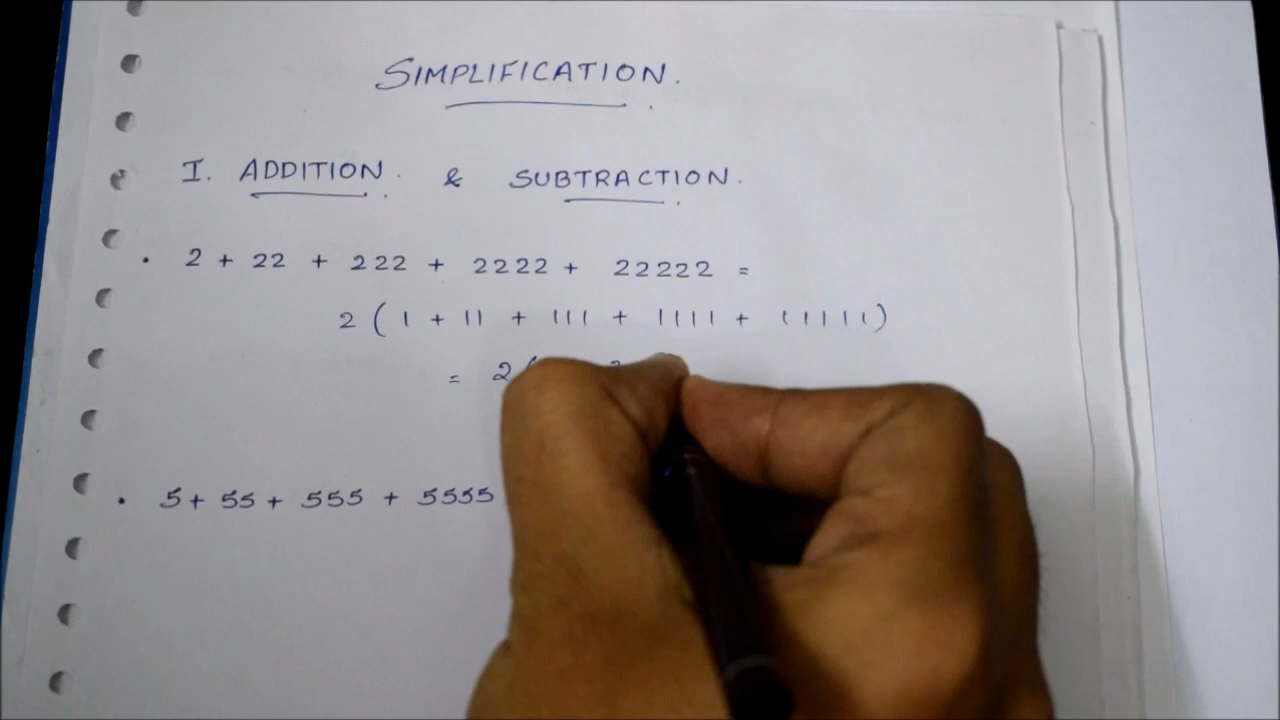 SIMPLIFICATION.
I. ADDITION. & SUBTRACTION.
. 2 + 22 + 222 + 2222 + 22222 =
2 ( 1 + 11 + 111 + 1111 + 11111 )
= 2 (
. 5 + 55 + 555 + 5555